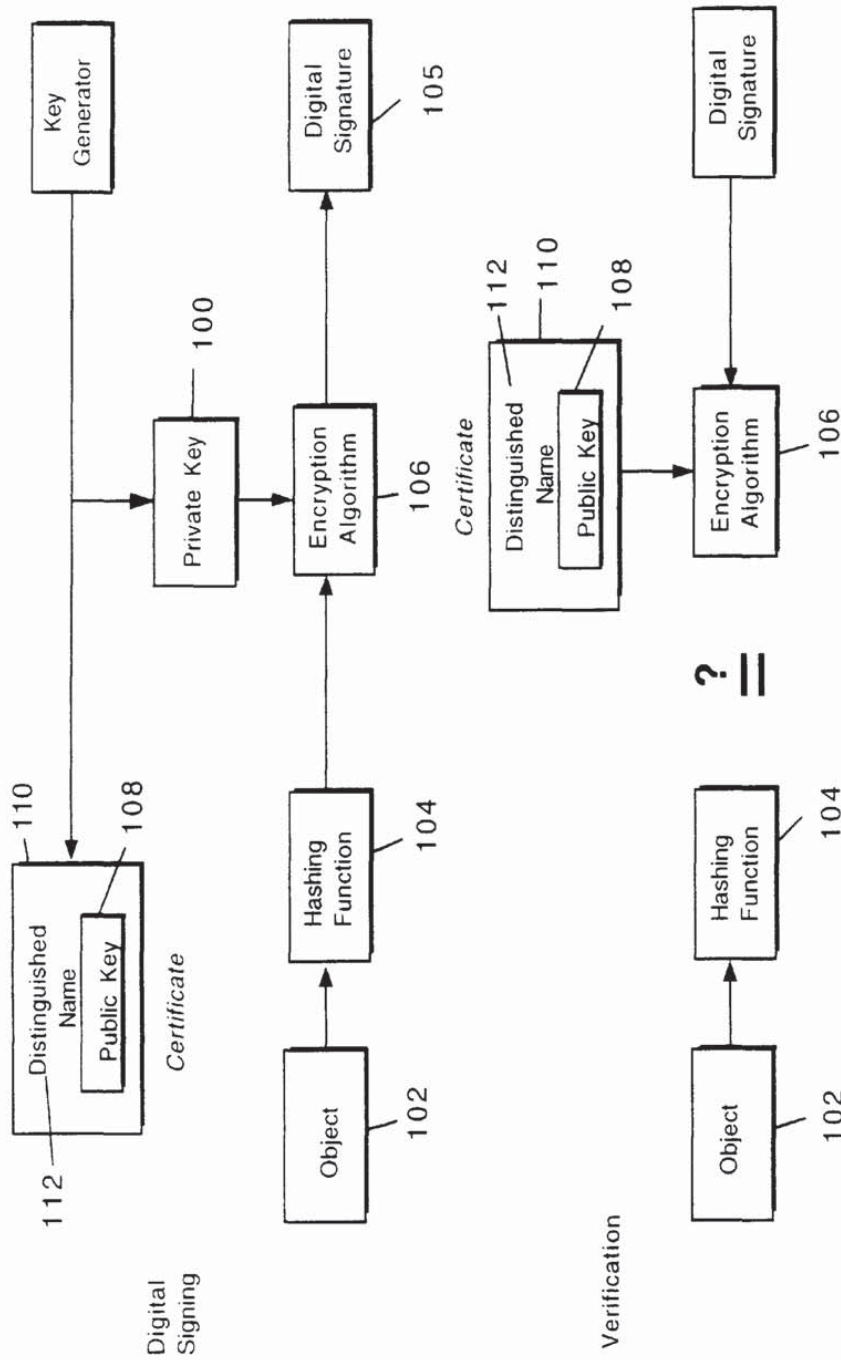 Digital
Signing
112
Distinguished
Name
Public Key
110
108
Certificate
Key
Generator
Private Key
100
Object
102
Hashing
Function
104
Encryption
Algorithm
106
Digital
Signature
105
Verification
Certificate
Distinguished
Name
Public Key
112
110
108
Object
102
Hashing
Function
104
?
=
Encryption
Algorithm
106
Digital
Signature